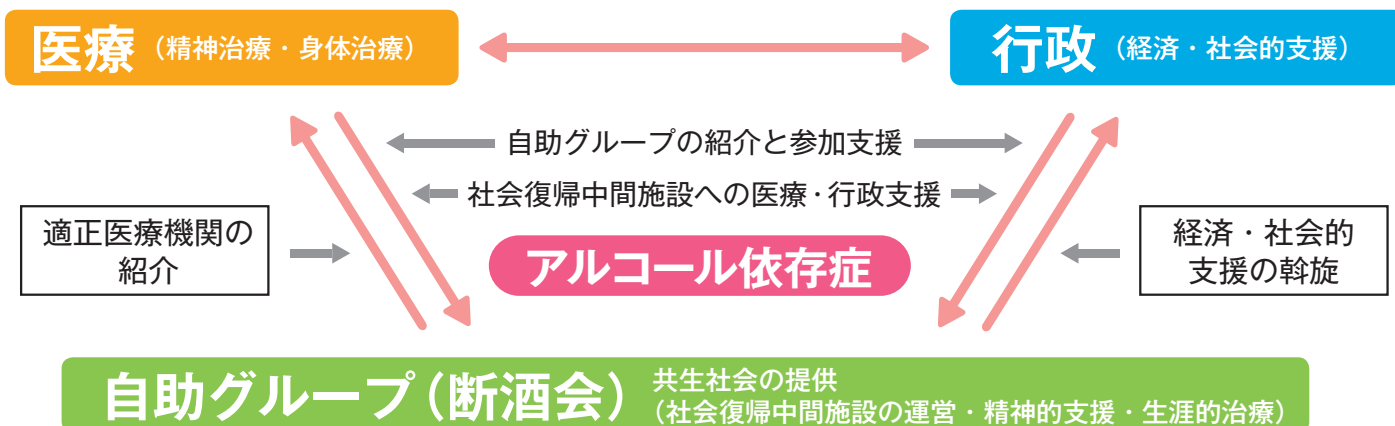 医療（精神治療・身体治療）
行政（経済・社会的支援）
自助グループの紹介と参加支援
社会復帰中間施設への医療・行政支援
適正医療機関の
紹介
アルコール依存症
経済・社会的
支援の斡旋
自助グループ（断酒会）
共生社会の提供
（社会復帰中間施設の運営・精神的支援・生涯的治療）